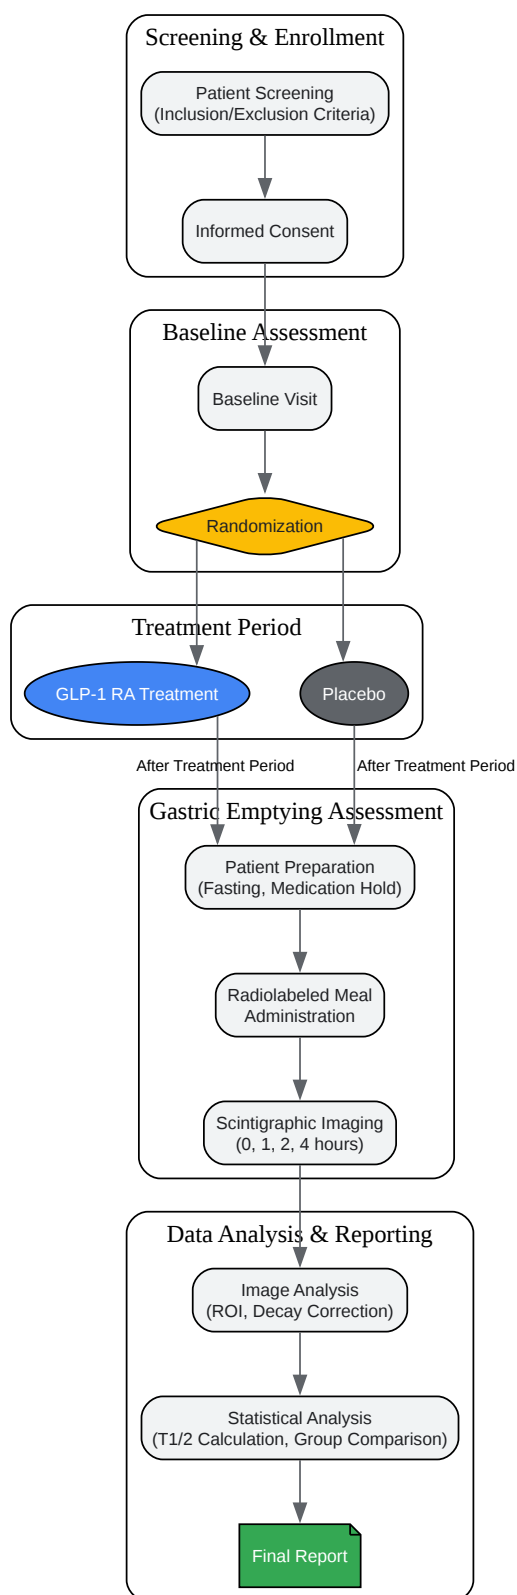 Screening & Enrollment
Patient Screening
(Inclusion/Exclusion Criteria)
Informed Consent
Baseline Assessment
Baseline Visit
Randomization
Treatment Period
GLP-1 RA Treatment
Placebo
After Treatment Period
After Treatment Period
Gastric Emptying Assessment
Patient Preparation
(Fasting, Medication Hold)
Radiolabeled Meal
Administration
Scintigraphic Imaging
(0, 1, 2, 4 hours)
Data Analysis & Reporting
Image Analysis
(ROI, Decay Correction)
Statistical Analysis
(T1/2 Calculation, Group Comparison)
Final Report